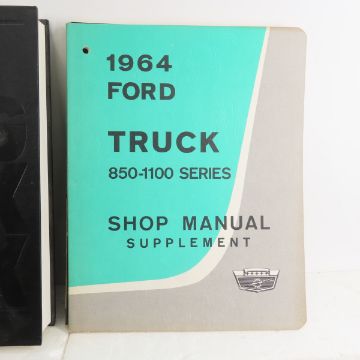 1964
FORD
TRUCK
850-1100 SERIES
SHOP MANUAL
SUPPLEMENT